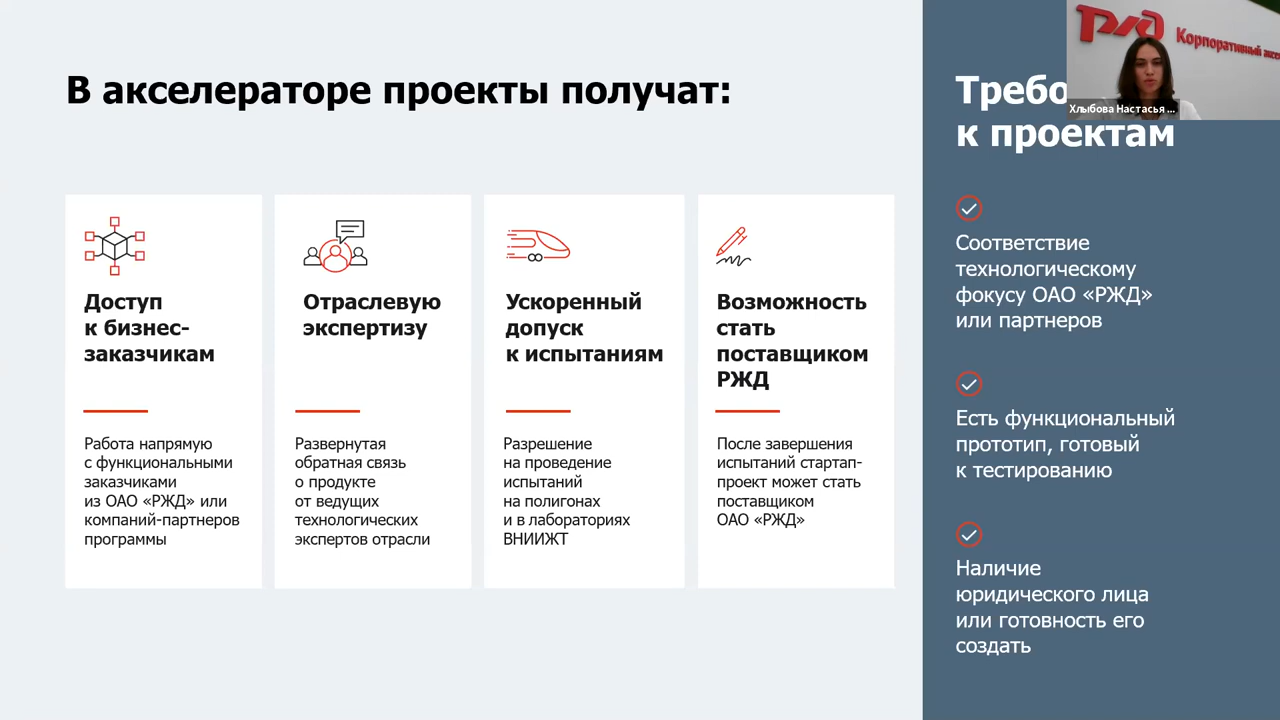 В акселераторе проекты получат:
Доступ
к бизнес-
заказчикам
Работа напрямую
с функциональными
заказчиками
из ОАО «РЖД» или
компаний-партнеров
программы
Отраслевую
экспертизу
Развернутая
обратная связь
о продукте
от ведущих
технологических
экспертов отрасли
Ускоренный
допуск
к испытаниям
Разрешение
на проведение
испытаний
на полигонах
и в лабораториях
ВНИИЖТ
Возможность
стать
поставщиком
РЖД
После завершения
испытаний стартап-
проект может стать
поставщиком
ОАО «РЖД»
РЖД
Корпоративный
Хлыбова Настасья ...
к проектам
Соответствие
технологическому
фокусу ОАО «РЖД»
или партнеров
Есть функциональный
прототип, готовый
к тестированию
Наличие
юридического лица
или готовность его
создать